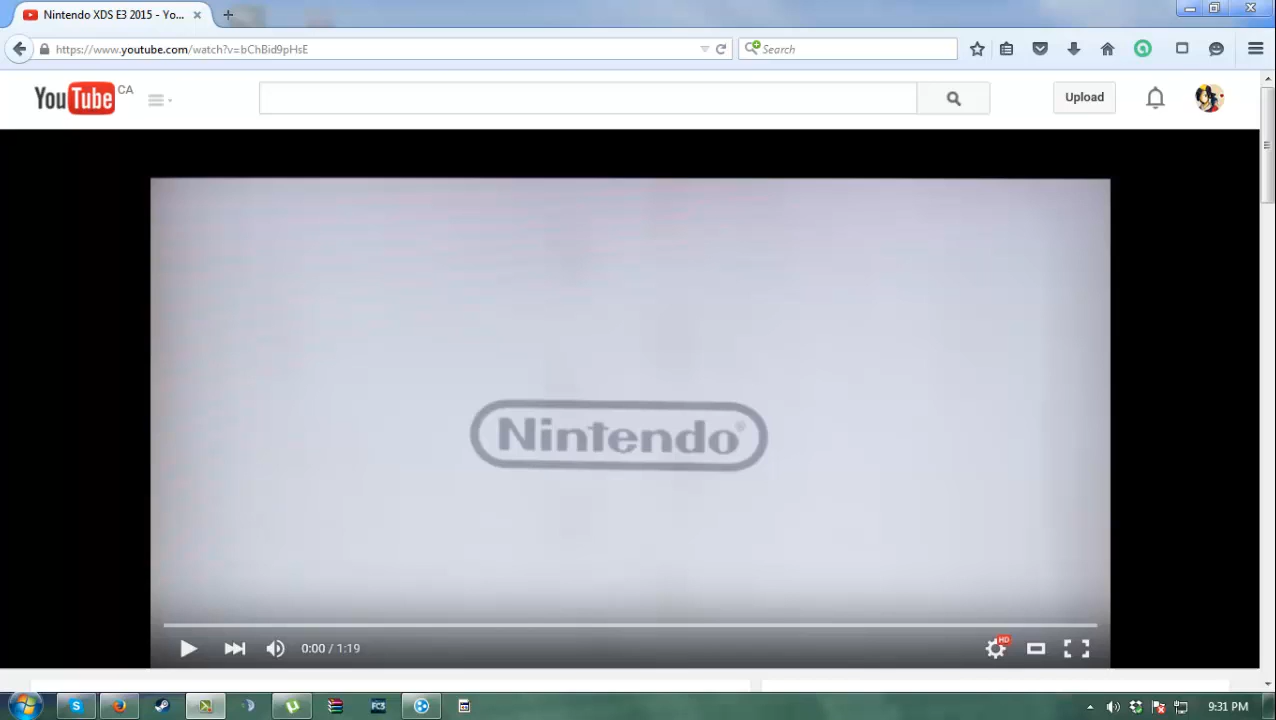 Nintendo XDS E3 2015 - Yo...
https://www.youtube.com/watch?v=bChBid9pHsE
Search
YouTube CA
Upload
Nintendo®
0:00 / 1:19
HD
9:31 PM